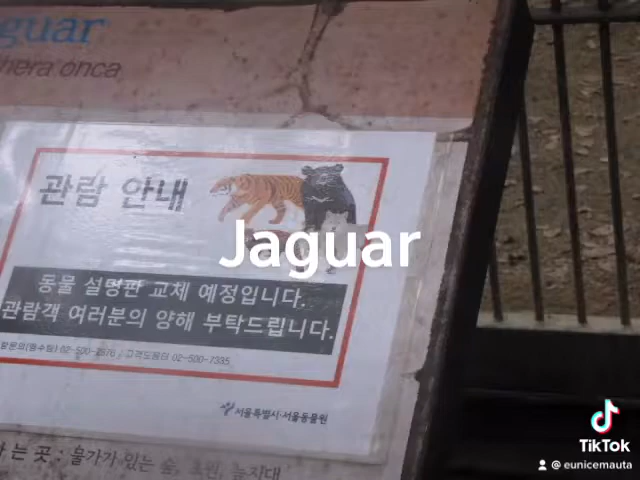 guar
hera onca
관람 안내
Jaguar
동물 설명판 교체 예정입니다.
관람객 여러분의 양해 부탁드립니다.
02-500-7335
서울특별시·서울동물원
는 곳 : 물가가 있는 숲, 초원, 늪지대
TikTok
@ eunicemauta